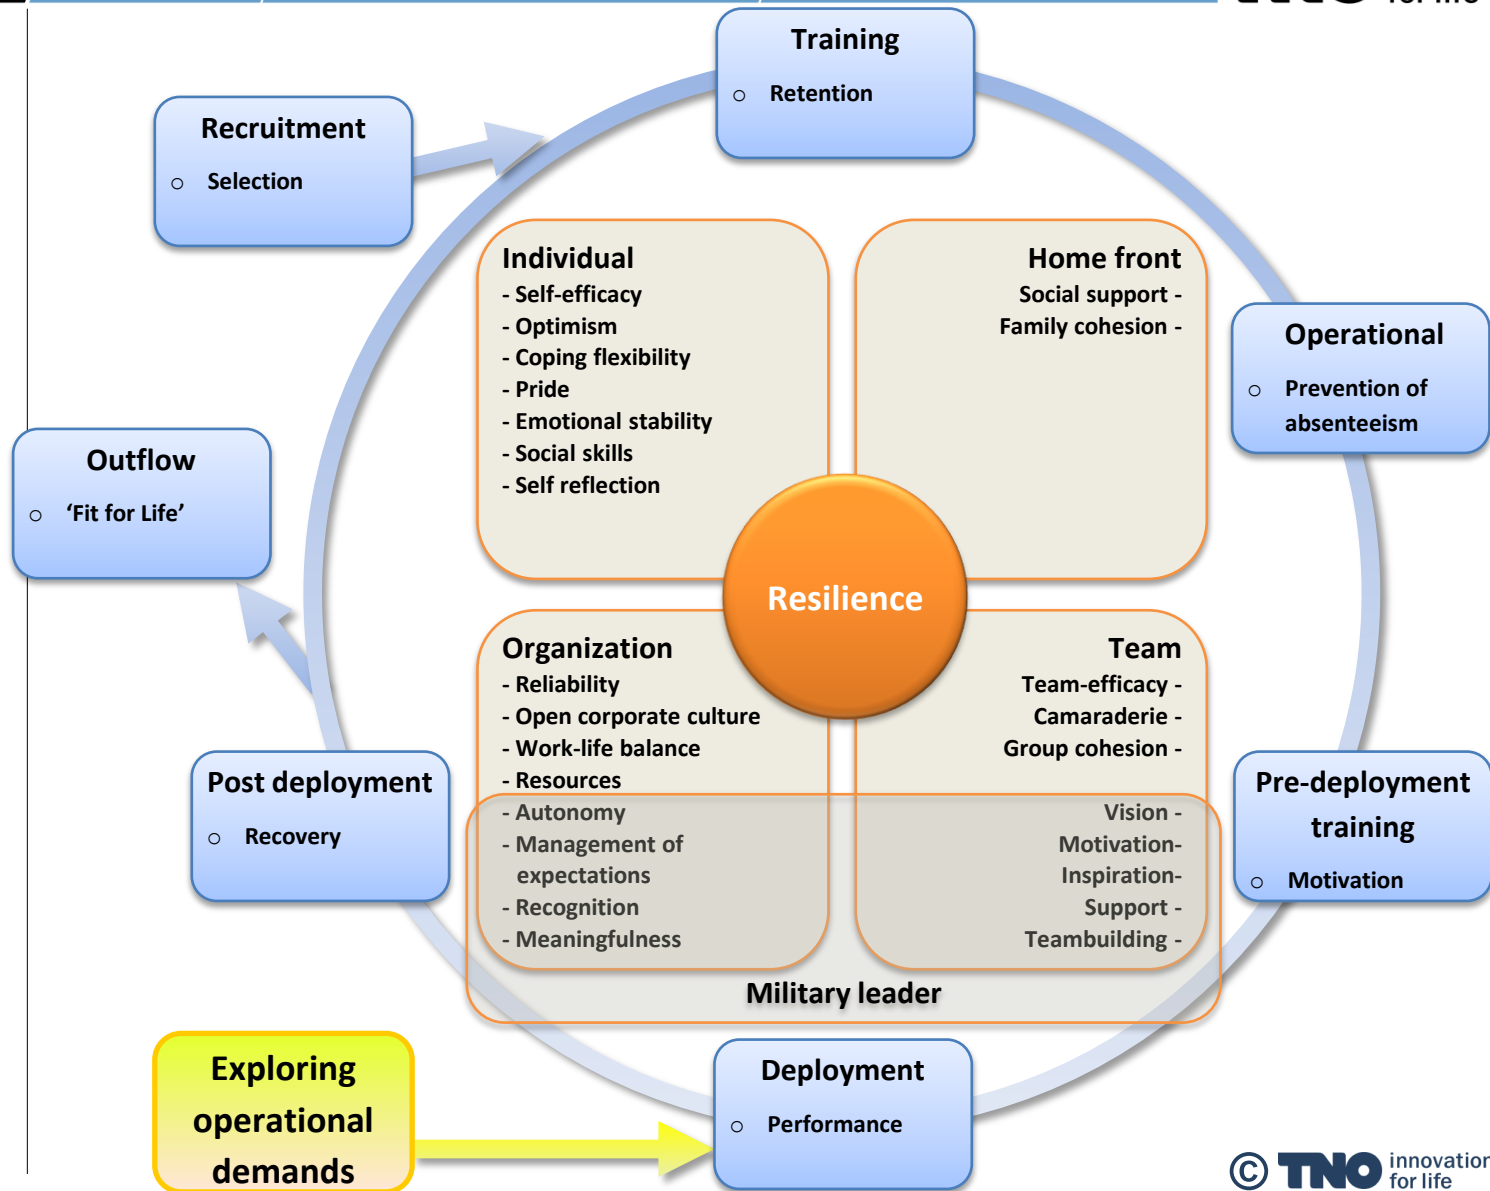 Training
o Retention
Recruitment
o Selection
Individual
- Self-efficacy
- Optimism
- Coping flexibility
- Pride
- Emotional stability
- Social skills
- Self reflection
Home front
Social support -
Family cohesion -
Operational
o Prevention of
absenteeism
Outflow
o ‘Fit for Life’
Resilience
Organization
- Reliability
- Open corporate culture
- Work-life balance
- Resources
- Autonomy
- Management of
expectations
- Recognition
- Meaningfulness
Team
Team-efficacy -
Camaraderie -
Group cohesion -
Vision -
Motivation-
Inspiration-
Support -
Teambuilding -
Military leader
Post deployment
o Recovery
Pre-deployment
training
o Motivation
Exploring
operational
demands
Deployment
o Performance
© TNO innovation
for life